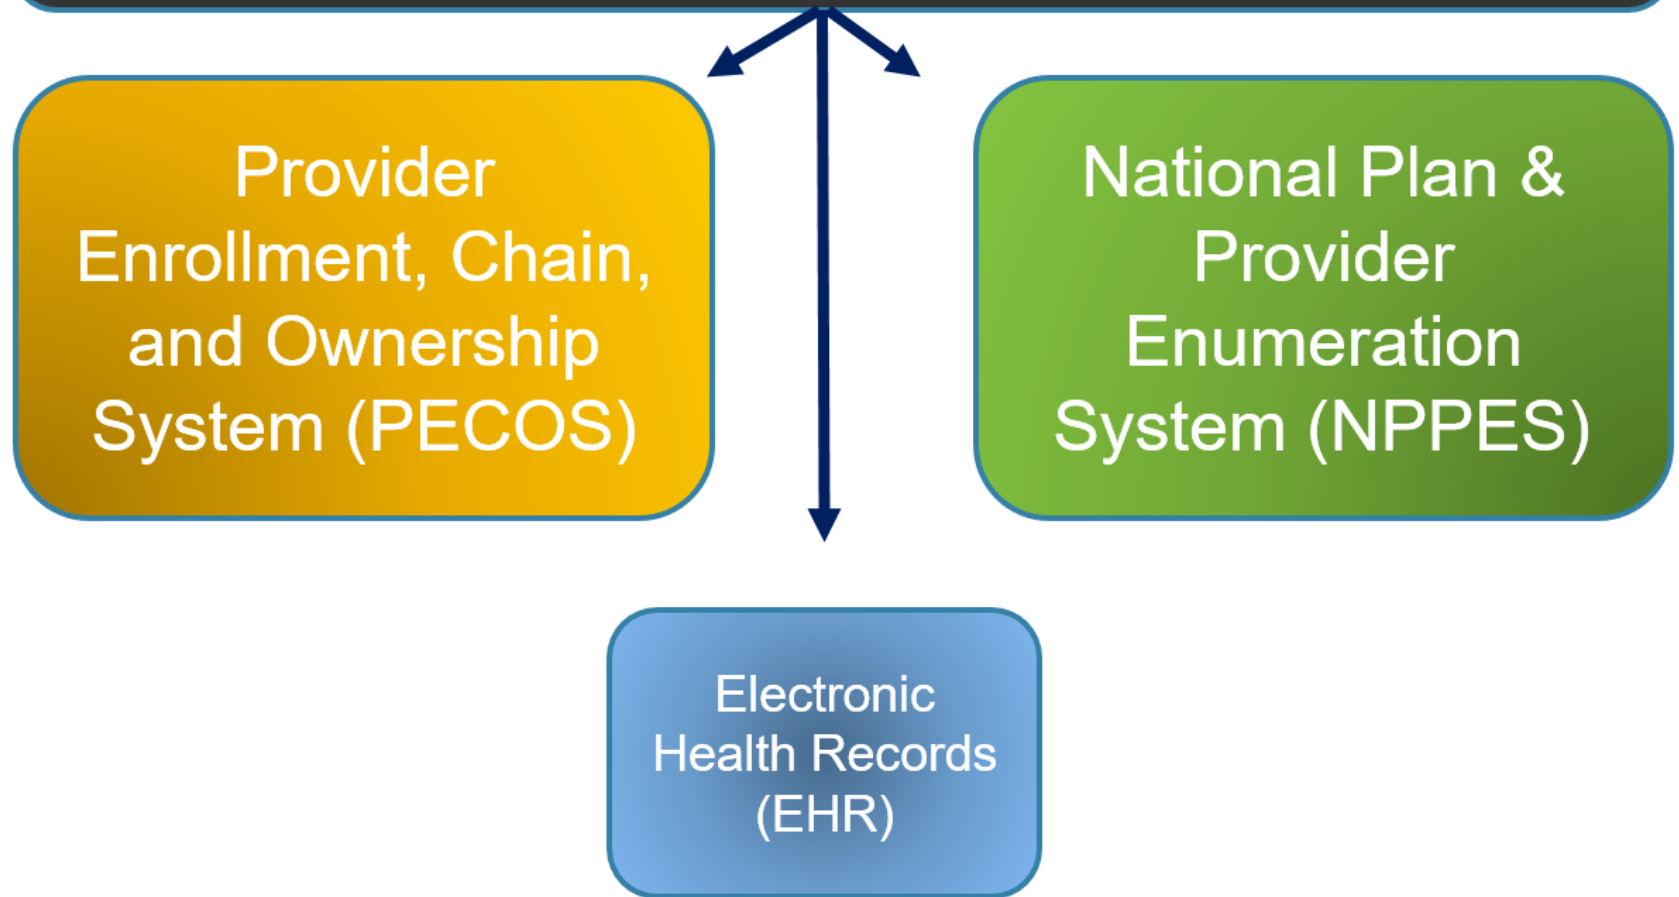 Provider
Enrollment, Chain,
and Ownership
System (PECOS)
National Plan &
Provider
Enumeration
System (NPPES)
Electronic
Health Records
(EHR)